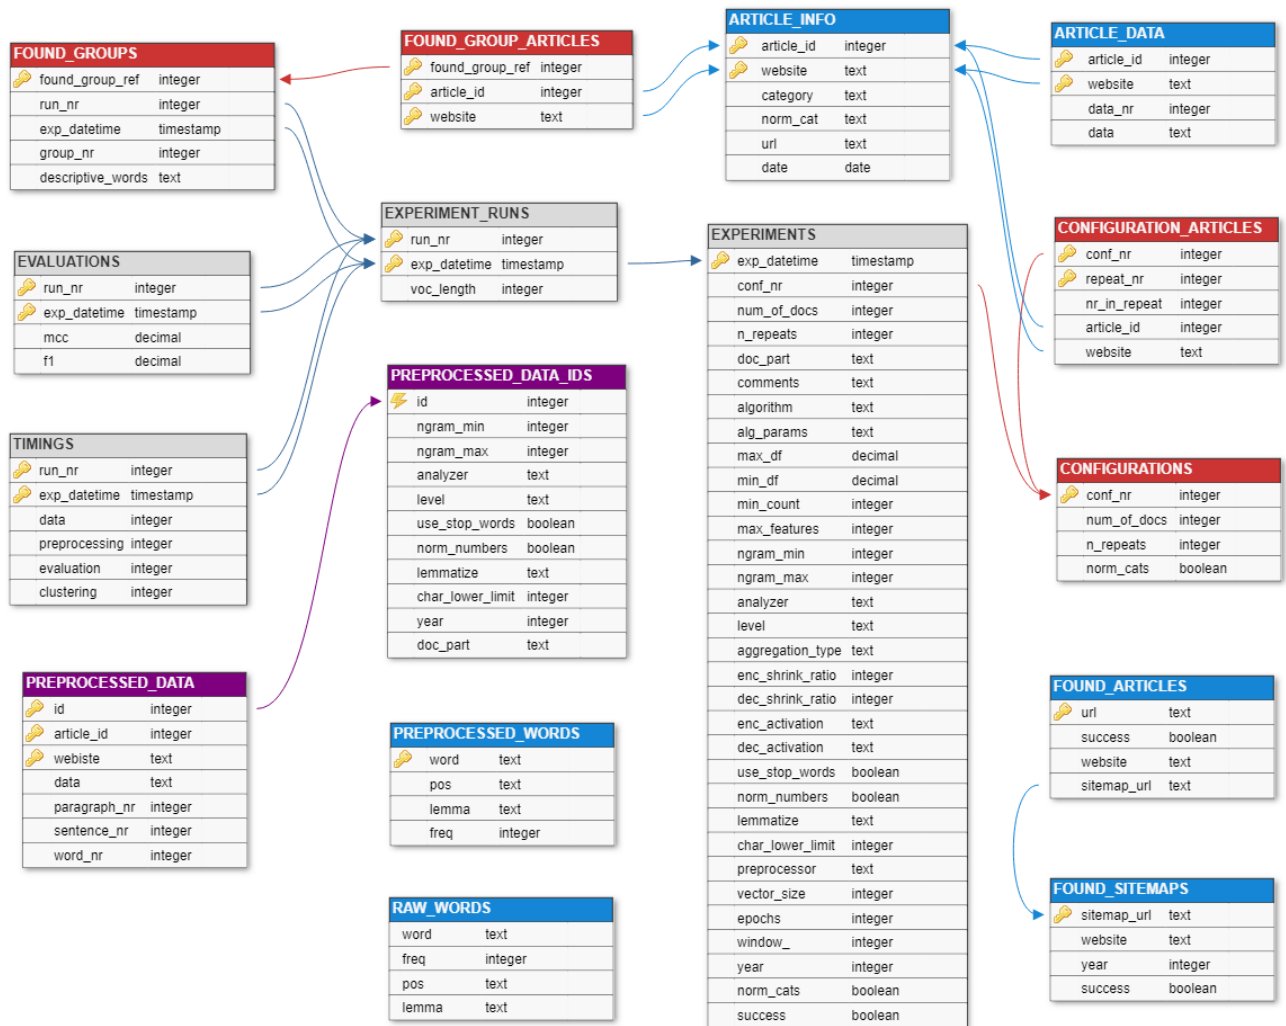 FOUND_GROUPS
found_group_ref integer
run_nr integer
exp_datetime timestamp
group_nr integer
descriptive_words text
FOUND_GROUP_ARTICLES
found_group_ref integer
article_id integer
website text
ARTICLE_INFO
article_id integer
website text
category text
norm_cat text
url text
date date
ARTICLE_DATA
article_id integer
website text
data_nr integer
data text
EVALUATIONS
run_nr integer
exp_datetime timestamp
mcc decimal
f1 decimal
EXPERIMENT_RUNS
run_nr integer
exp_datetime timestamp
voc_length integer
EXPERIMENTS
exp_datetime timestamp
conf_nr integer
num_of_docs integer
n_repeats integer
doc_part text
comments text
algorithm text
alg_params text
max_df decimal
min_df decimal
min_count integer
max_features integer
ngram_min integer
ngram_max integer
analyzer text
level text
aggregation_type text
enc_shrink_ratio integer
dec_shrink_ratio integer
enc_activation text
dec_activation text
use_stop_words boolean
norm_numbers boolean
lemmatize text
char_lower_limit integer
preprocessor text
vector_size integer
epochs integer
window_ integer
year integer
norm_cats boolean
success boolean
CONFIGURATION_ARTICLES
conf_nr integer
repeat_nr integer
nr_in_repeat integer
article_id integer
website text
TIMINGS
run_nr integer
exp_datetime timestamp
data integer
preprocessing integer
evaluation integer
clustering integer
PREPROCESSED_DATA_IDS
id integer
ngram_min integer
ngram_max integer
analyzer text
level text
use_stop_words boolean
norm_numbers boolean
lemmatize text
char_lower_limit integer
year integer
doc_part text
CONFIGURATIONS
conf_nr integer
num_of_docs integer
n_repeats integer
norm_cats boolean
PREPROCESSED_DATA
id integer
article_id integer
webiste text
data text
paragraph_nr integer
sentence_nr integer
word_nr integer
PREPROCESSED_WORDS
word text
pos text
lemma text
freq integer
FOUND_ARTICLES
url text
success boolean
website text
sitemap_url text
RAW_WORDS
word text
freq integer
pos text
lemma text
FOUND_SITEMAPS
sitemap_url text
website text
year integer
success boolean